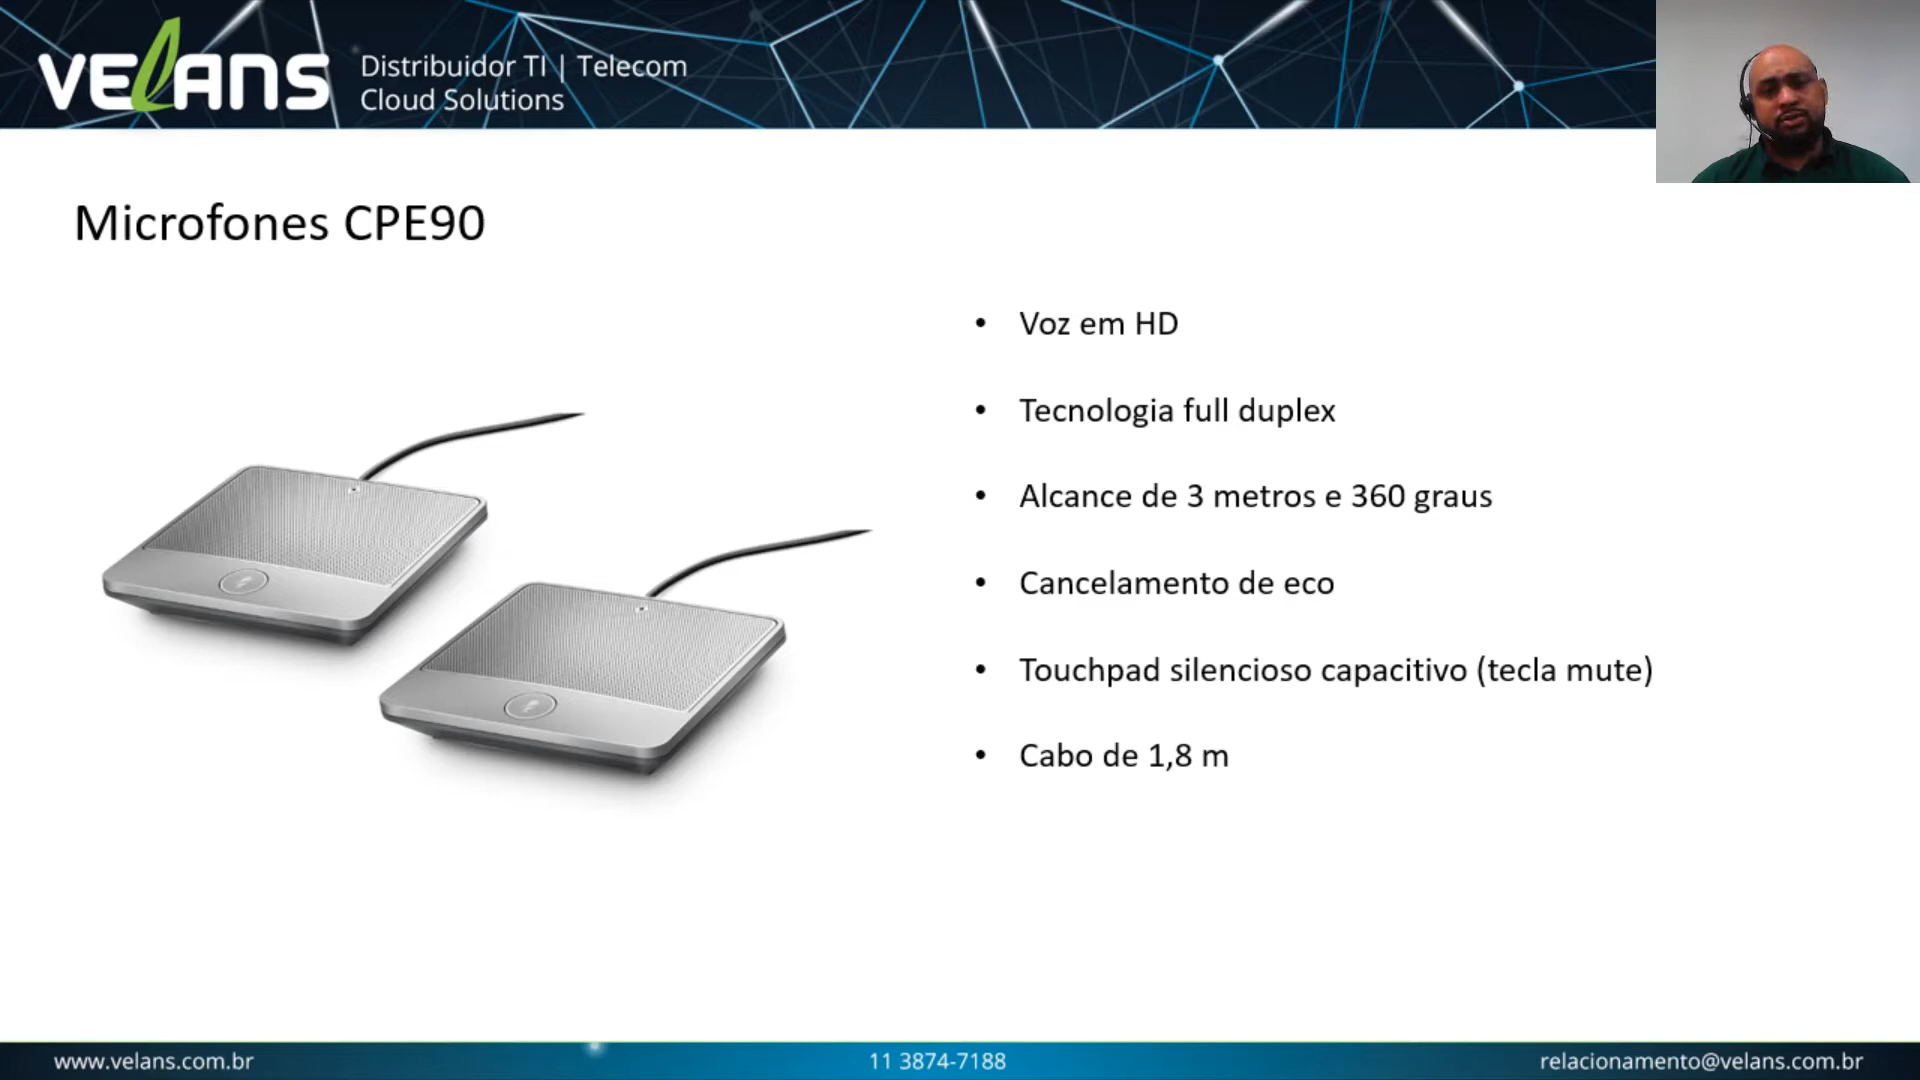 VELANS
Distribuidor TI | Telecom
Cloud Solutions
Microfones CPE90
• Voz em HD
• Tecnologia full duplex
• Alcance de 3 metros e 360 graus
• Cancelamento de eco
• Touchpad silencioso capacitivo (tecla mute)
• Cabo de 1,8 m
www.velans.com.br
11 3874-7188
relacionamento@velans.com.br